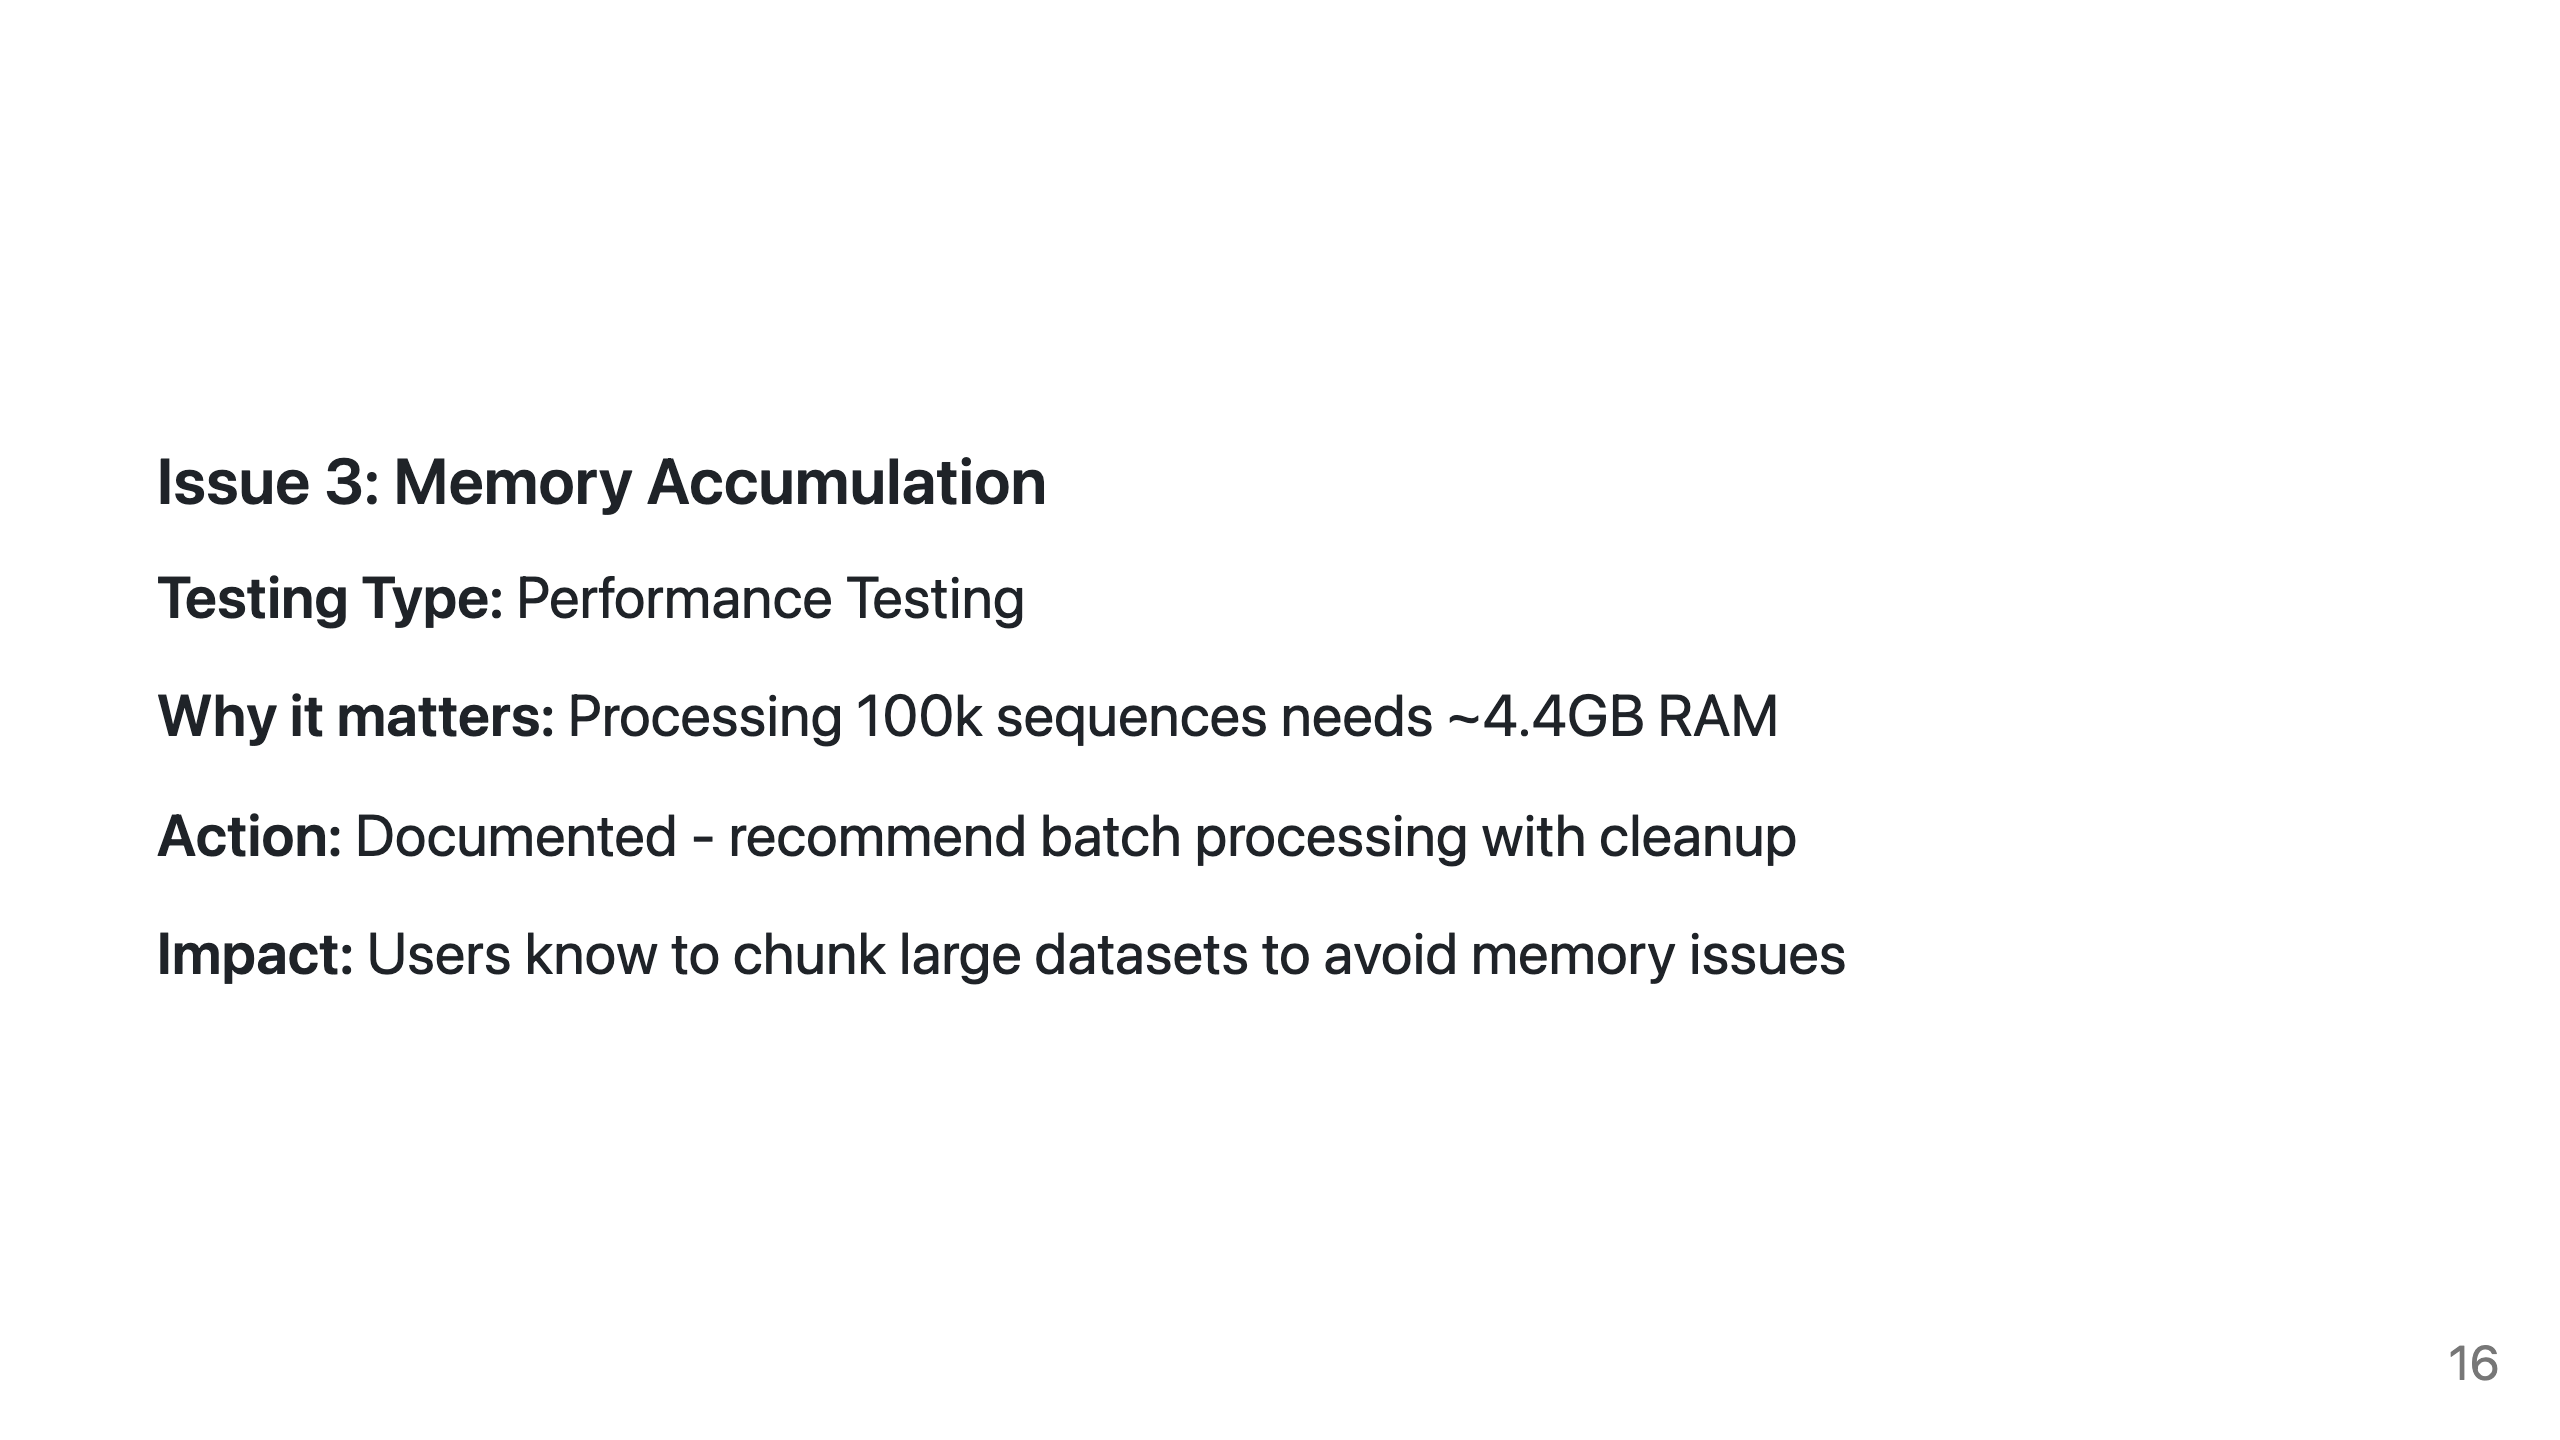 Issue 3: Memory Accumulation
Testing Type: Performance Testing
Why it matters: Processing 100k sequences needs ~4.4GB RAM
Action: Documented - recommend batch processing with cleanup
Impact: Users know to chunk large datasets to avoid memory issues
16